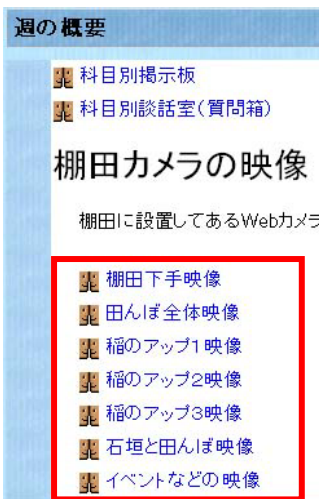 週の概要
科目別掲示板
科目別談話室(質問箱)
棚田カメラの映像
棚田に設置してあるWebカメラ
棚田下手映像
田んぼ全体映像
稲のアップ1映像
稲のアップ2映像
稲のアップ3映像
石垣と田んぼ映像
イベントなどの映像